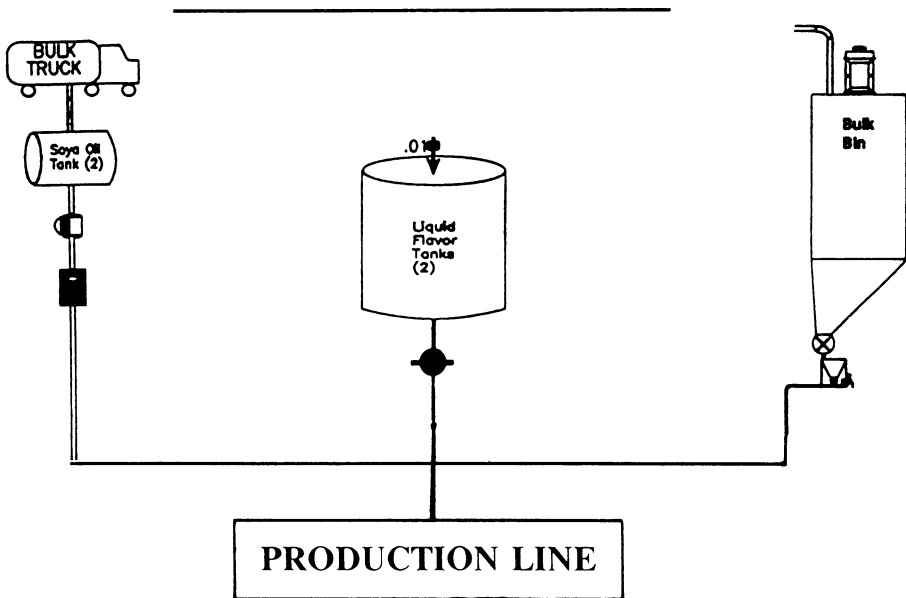 BULK
TRUCK
Soya Oil
Tank (2)
Liquid
Flavor
Tanks
(2)
Bulk
Bin
PRODUCTION LINE